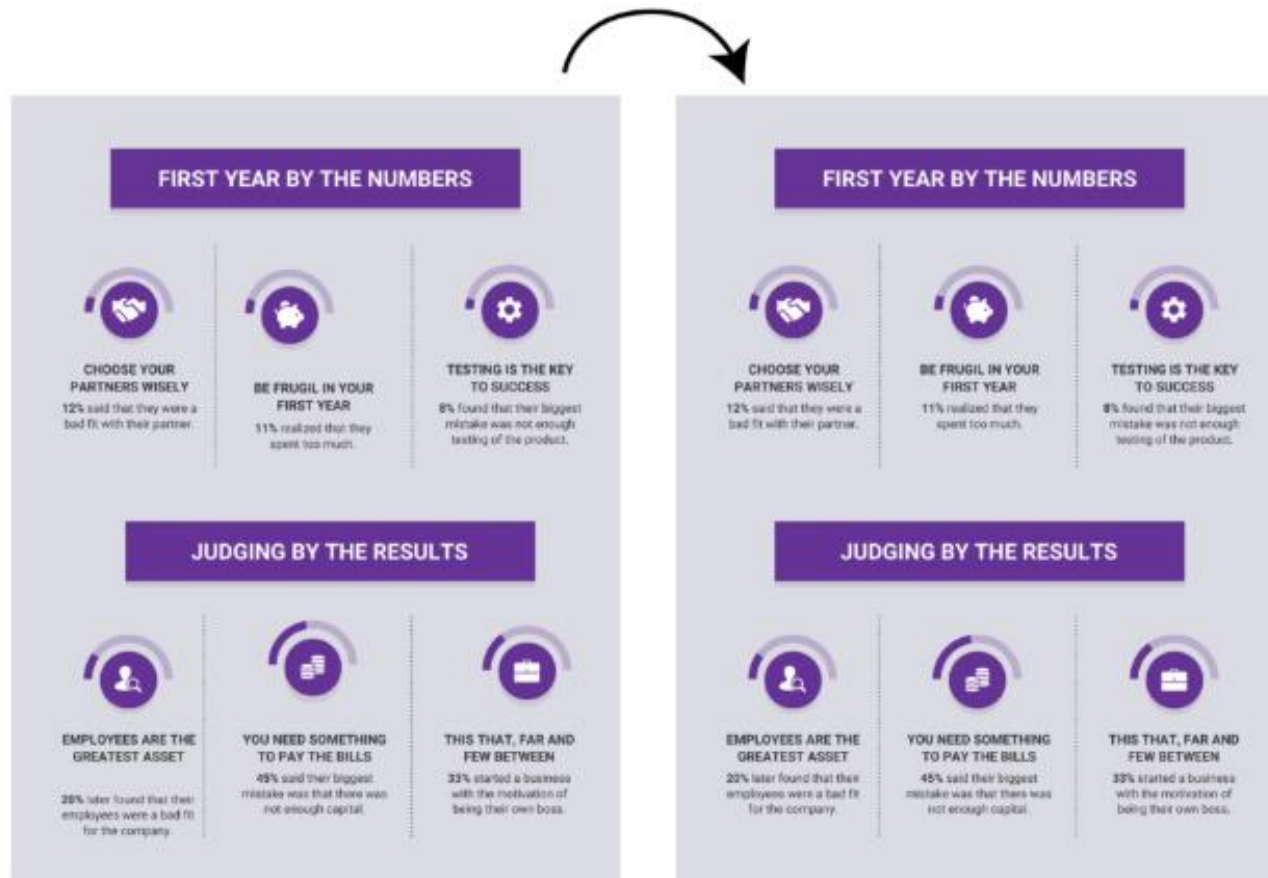 FIRST YEAR BY THE NUMBERS
CHOOSE YOUR
PARTNERS WISELY
12% said that they were a
bad fit with their partner.
BE FRUGIL IN YOUR
FIRST YEAR
11% realized that they
spent too much.
TESTING IS THE KEY
TO SUCCESS
8% found that their biggest
mistake was not enough
testing of the product.
JUDGING BY THE RESULTS
EMPLOYEES ARE THE
GREATEST ASSET
20% later found that their
employees were a bad fit
for the company.
YOU NEED SOMETHING
TO PAY THE BILLS
45% said their biggest
mistake was that there was
not enough capital.
THIS THAT, FAR AND
FEW BETWEEN
33% started a business
with the motivation of
being their own boss.
FIRST YEAR BY THE NUMBERS
CHOOSE YOUR
PARTNERS WISELY
12% said that they were a
bad fit with their partner.
BE FRUGIL IN YOUR
FIRST YEAR
11% realized that they
spent too much.
TESTING IS THE KEY
TO SUCCESS
8% found that their biggest
mistake was not enough
testing of the product.
JUDGING BY THE RESULTS
EMPLOYEES ARE THE
GREATEST ASSET
20% later found that their
employees were a bad fit
for the company.
YOU NEED SOMETHING
TO PAY THE BILLS
45% said their biggest
mistake was that there was
not enough capital.
THIS THAT, FAR AND
FEW BETWEEN
33% started a business
with the motivation of
being their own boss.